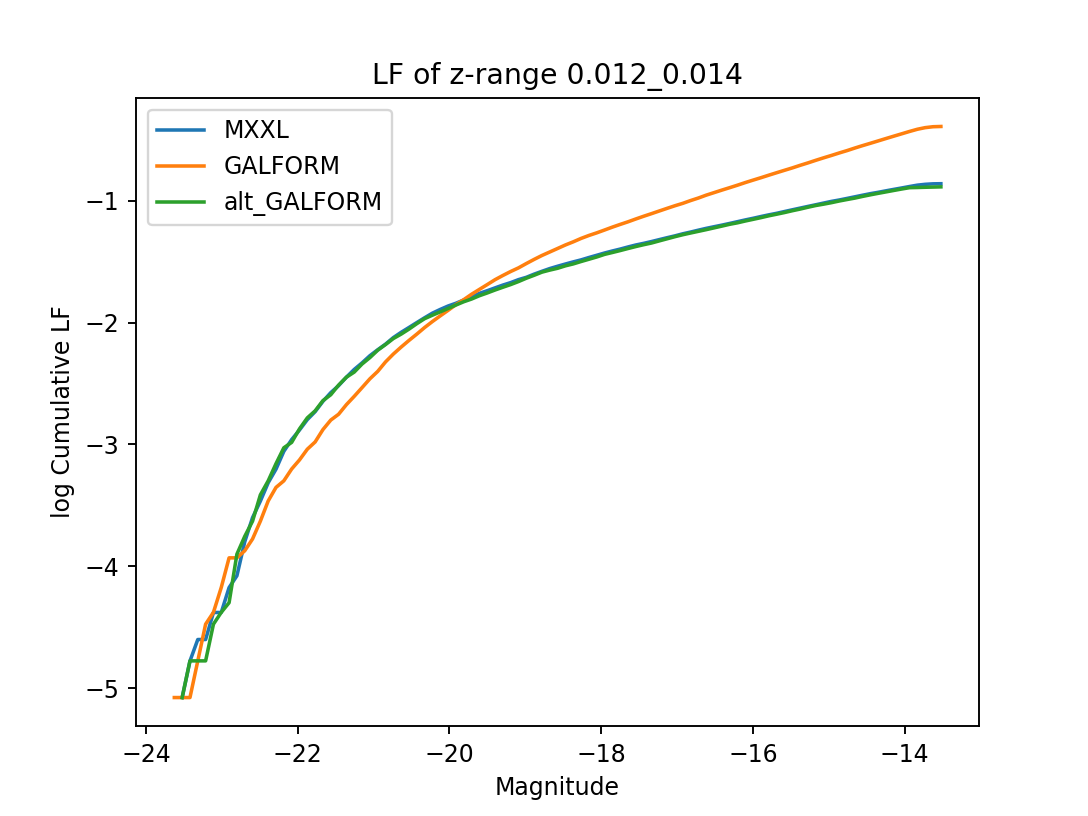 LF of z-range 0.012_0.014
MXXL
GALFORM
alt_GALFORM
log Cumulative LF
−1
−2
−3
−4
−5
−24 −22 −20 −18 −16 −14
Magnitude